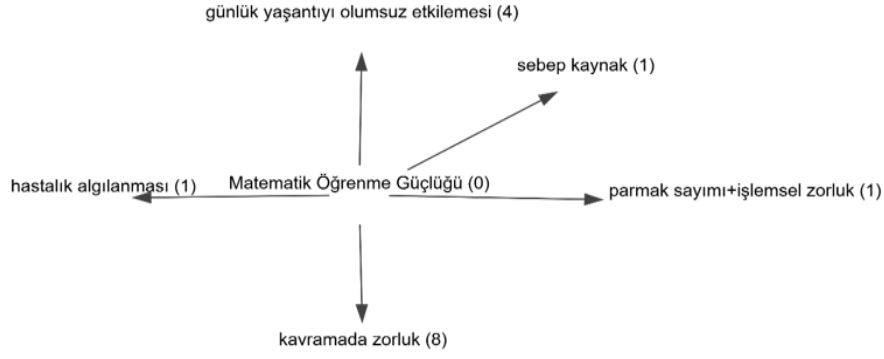 günlük yaşantıyı olumsuz etkilemesi (4)
sebep kaynak (1)
hastalık algılanması (1)
Matematik Öğrenme Güçlüğü (0)
parmak sayımı+işlemsel zorluk (1)
kavramada zorluk (8)